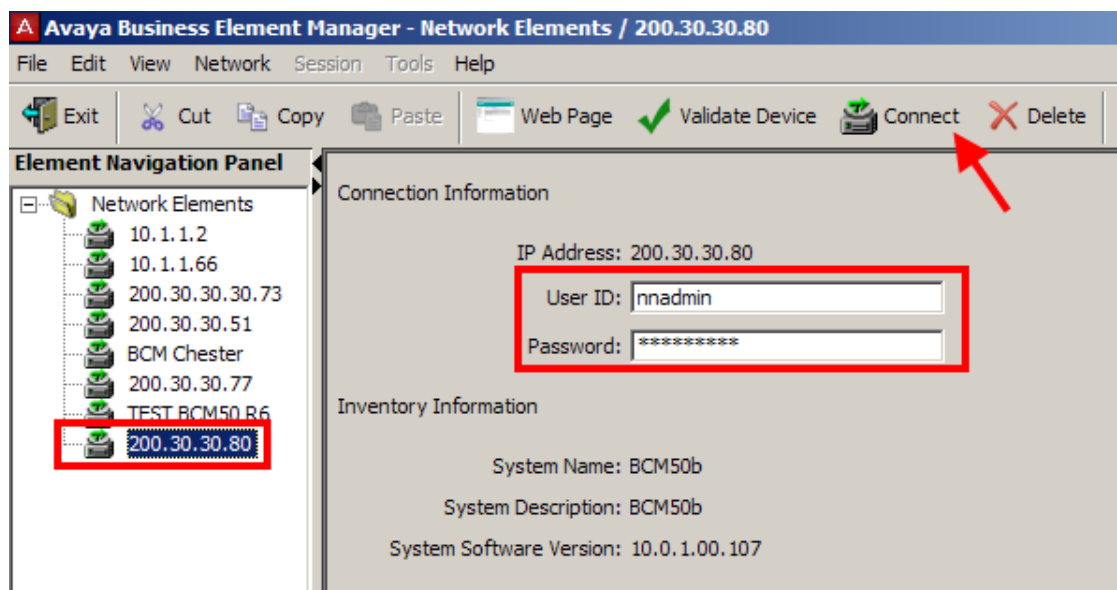 Avaya Business Element Manager - Network Elements / 200.30.30.80
File Edit View Network Session Tools Help
Exit Cut Copy Paste Web Page Validate Device Connect Delete
Element Navigation Panel
Network Elements
10.1.1.2
10.1.1.66
200.30.30.30.73
200.30.30.51
BCM Chester
200.30.30.77
TEST BCM50 R6
200.30.30.80
Connection Information
IP Address: 200.30.30.80
User ID: nnadmin
Password: *********
Inventory Information
System Name: BCM50b
System Description: BCM50b
System Software Version: 10.0.1.00.107